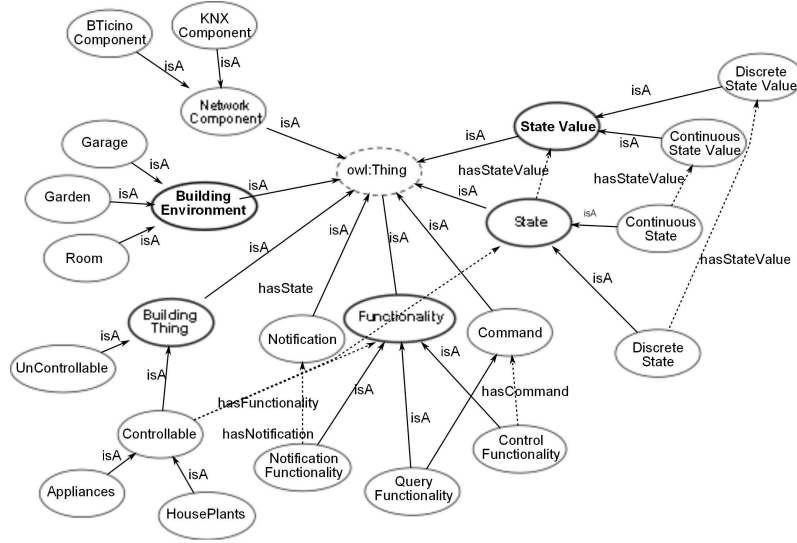 BTicino
Component
KNX
Component
isA
isA
Network
Component
isA
Discrete
State Value
isA
State Value
isA
Continuous
State Value
isA
Garage
isA
owl:Thing
hasStateValue
hasStateValue
Garden
isA
Building
Environment
isA
isA
State
isA
Continuous
State
Room
isA
isA
isA
isA
hasStateValue
isA
hasState
Building
Thing
Functionality
Notification
Command
isA
UnControllable
isA
isA
Discrete
State
isA
hasFunctionality
isA
hasCommand
isA
Controllable
hasNotification
Control
Functionality
isA
Notification
Functionality
Query
Functionality
Appliances
isA
HousePlants